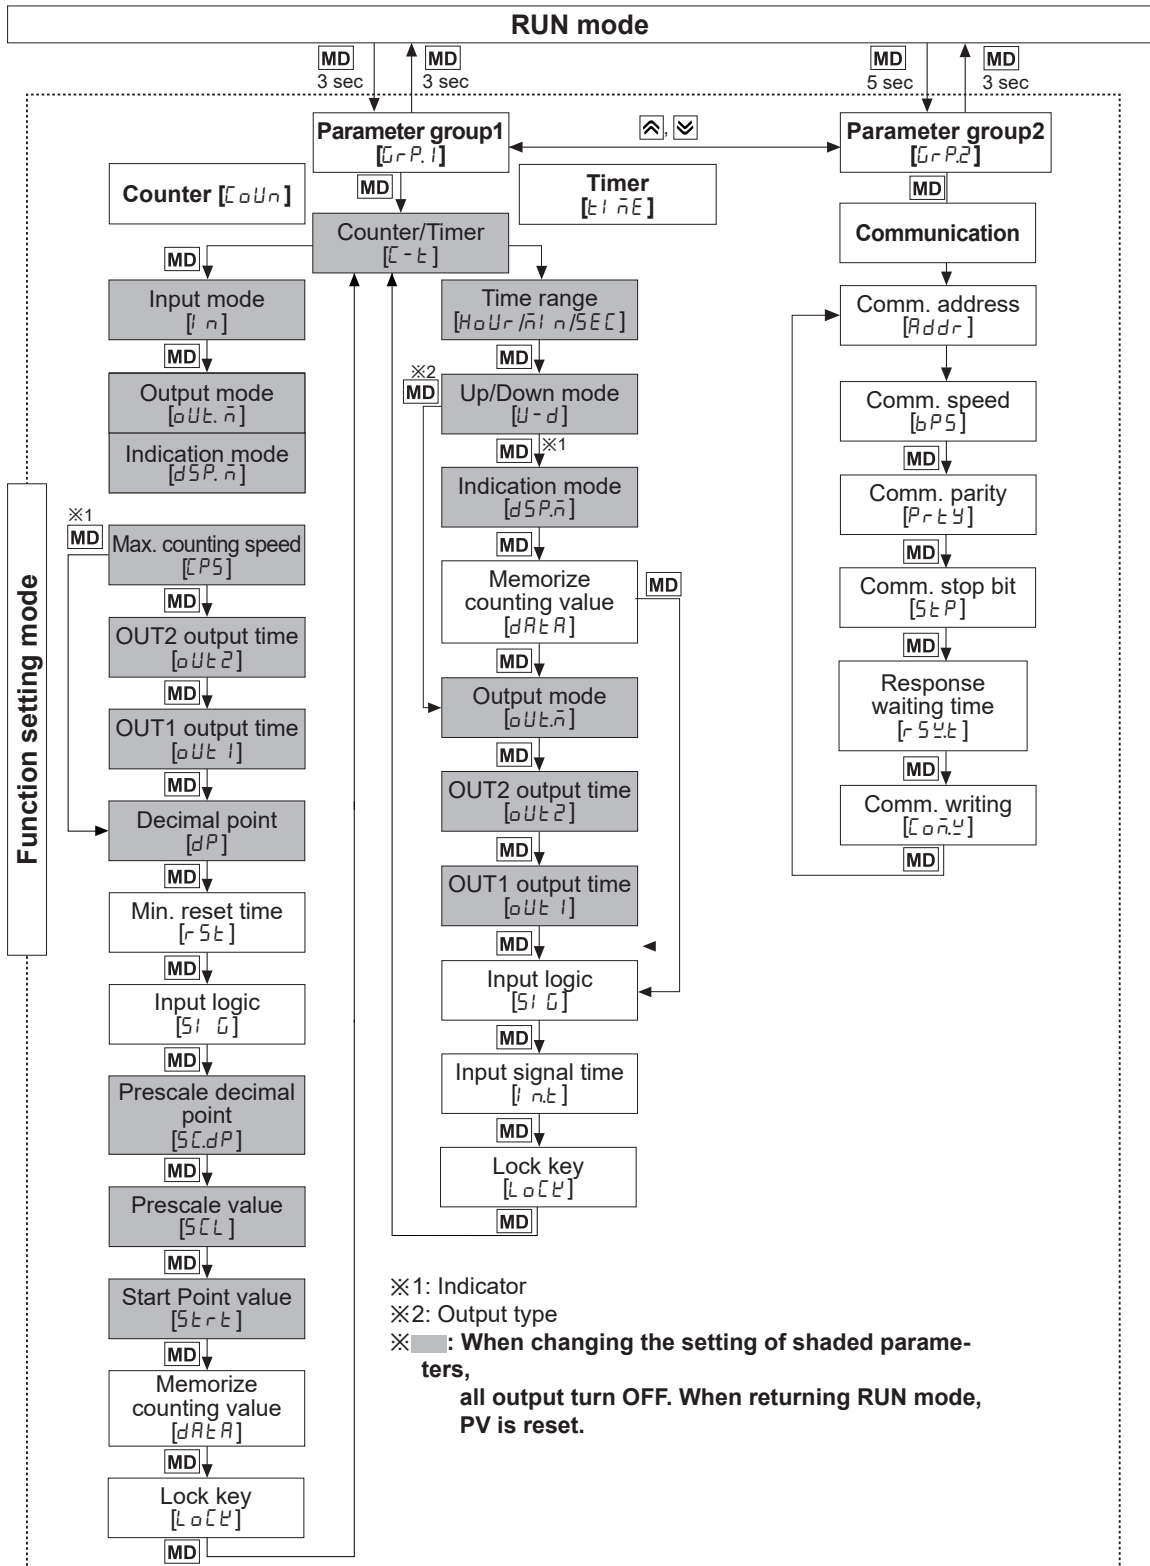 RUN mode
MD
3 sec
MD
3 sec
MD
5 sec
MD
3 sec
Parameter group1
[GrP.1]
Parameter group2
[GrP.2]
MD
MD
Counter [CoUn]
Timer
[tImE]
Counter/Timer
[C-t]
Communication
MD
Input mode
[In]
MD
Output mode
[oUt.m]
Indication mode
[dSP.m]
※1
MD
Max. counting speed
[CPS]
MD
OUT2 output time
[oUt2]
MD
OUT1 output time
[oUt1]
MD
Decimal point
[dP]
MD
Min. reset time
[rSt]
MD
Input logic
[SIG]
MD
Prescale decimal
point
[SC.dP]
MD
Prescale value
[SCL]
MD
Start Point value
[Strt]
MD
Memorize
counting value
[dAtA]
MD
Lock key
[LoCK]
MD
Time range
[HoUr/mIn/SEC]
MD
※2
MD
Up/Down mode
[U-d]
MD
※1
Indication mode
[dSP.m]
MD
Memorize
counting value
[dAtA]
MD
MD
Output mode
[oUt.m]
MD
OUT2 output time
[oUt2]
MD
OUT1 output time
[oUt1]
MD
Input logic
[SIG]
MD
Input signal time
[In.t]
MD
Lock key
[LoCK]
MD
Comm. address
[Addr]
Comm. speed
[bPS]
MD
Comm. parity
[PrtY]
MD
Comm. stop bit
[StP]
MD
Response
waiting time
[rSW.t]
MD
Comm. writing
[Com.W]
MD
Function setting mode
※1: Indicator
※2: Output type
※ : When changing the setting of shaded parame-
ters,
all output turn OFF. When returning RUN mode,
PV is reset.